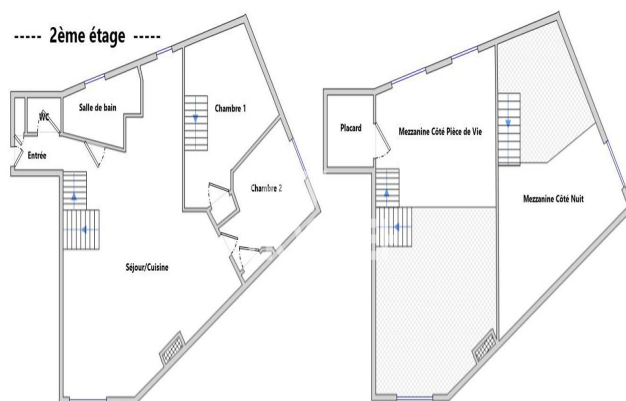 ----- 2ème étage -----
WC
Salle de bain
Chambre 1
Entrée
Chambre 2
Séjour/Cuisine
Placard
Mezzanine Côté Pièce de Vie
Mezzanine Côté Nuit